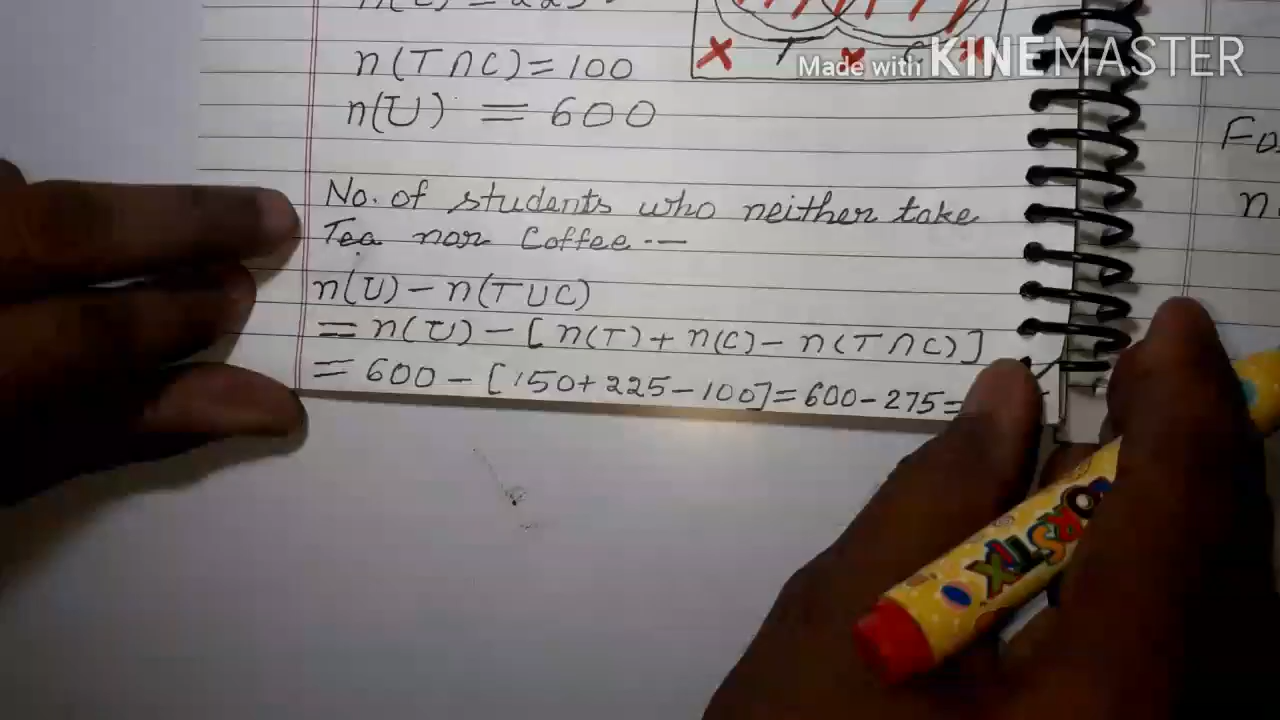 n(C) = 225
n(T∩C) = 100
n(U) = 600
T C
Made with KINEMASTER
No. of students who neither take
Tea nor Coffee --
n(U) - n(T∪C)
= n(U) - [n(T) + n(C) - n(T∩C)]
= 600 - [150+225-100] = 600-275 =
n